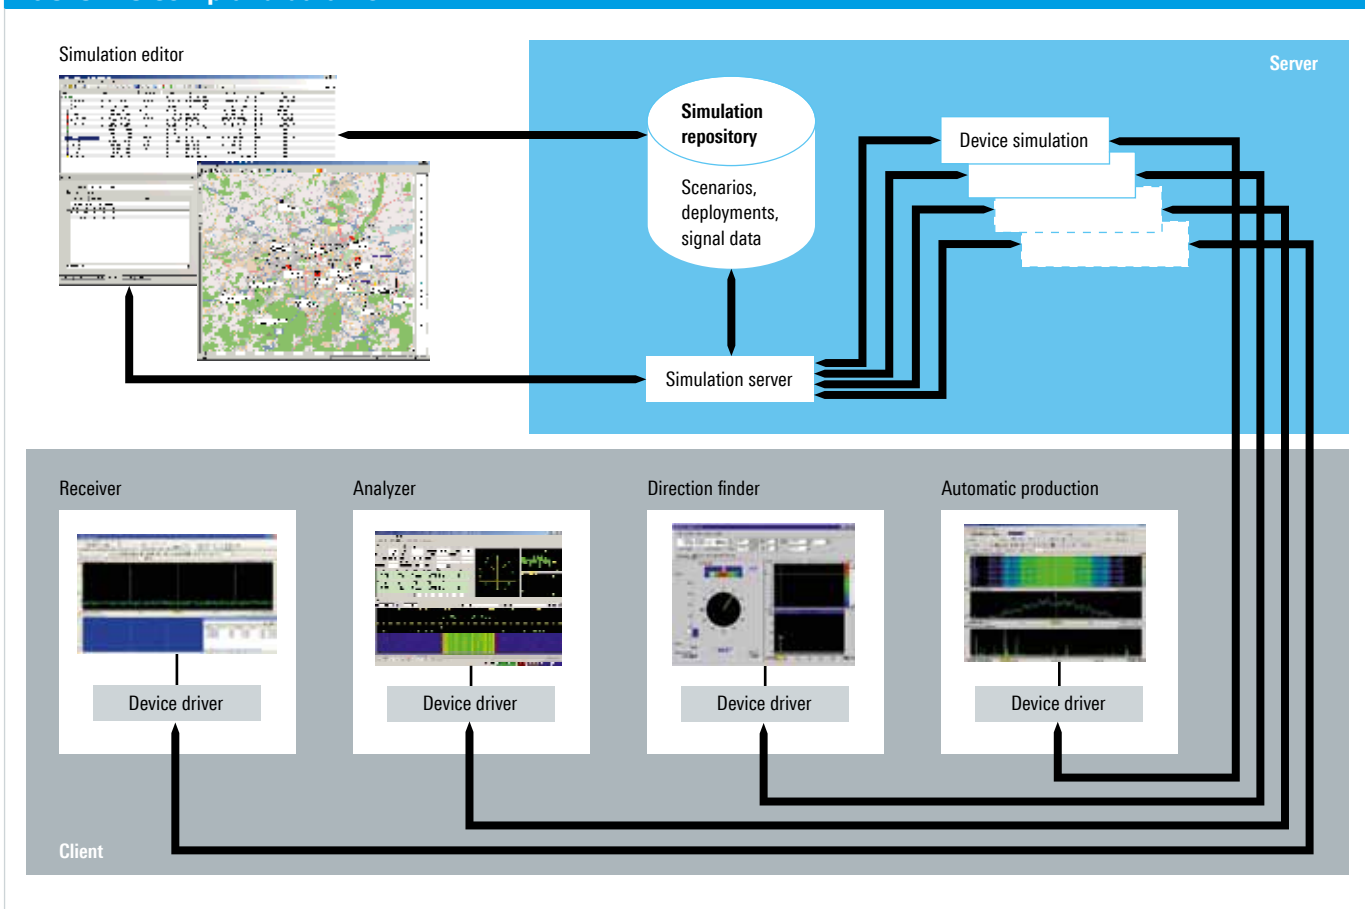 Simulation editor
Server
Simulation
repository
Scenarios,
deployments,
signal data
Device simulation
Simulation server
Receiver
Analyzer
Direction finder
Automatic production
Device driver
Device driver
Device driver
Device driver
Client